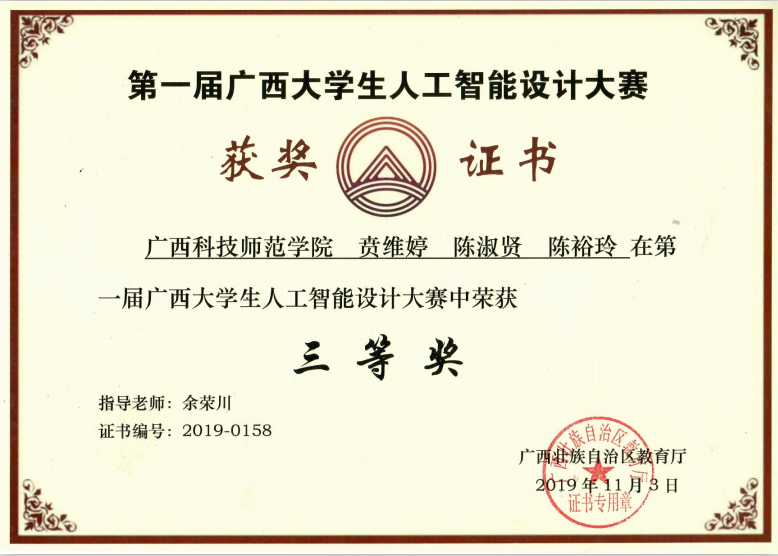 第一届广西大学生人工智能设计大赛
获奖 证书
广西科技师范学院 贲维婷 陈淑贤 陈裕玲 在第
一届广西大学生人工智能设计大赛中荣获
三等奖
指导老师：余荣川
证书编号：2019-0158
广西壮族自治区教育厅
2019年11月3日
广西壮族自治区教育厅
证书专用章